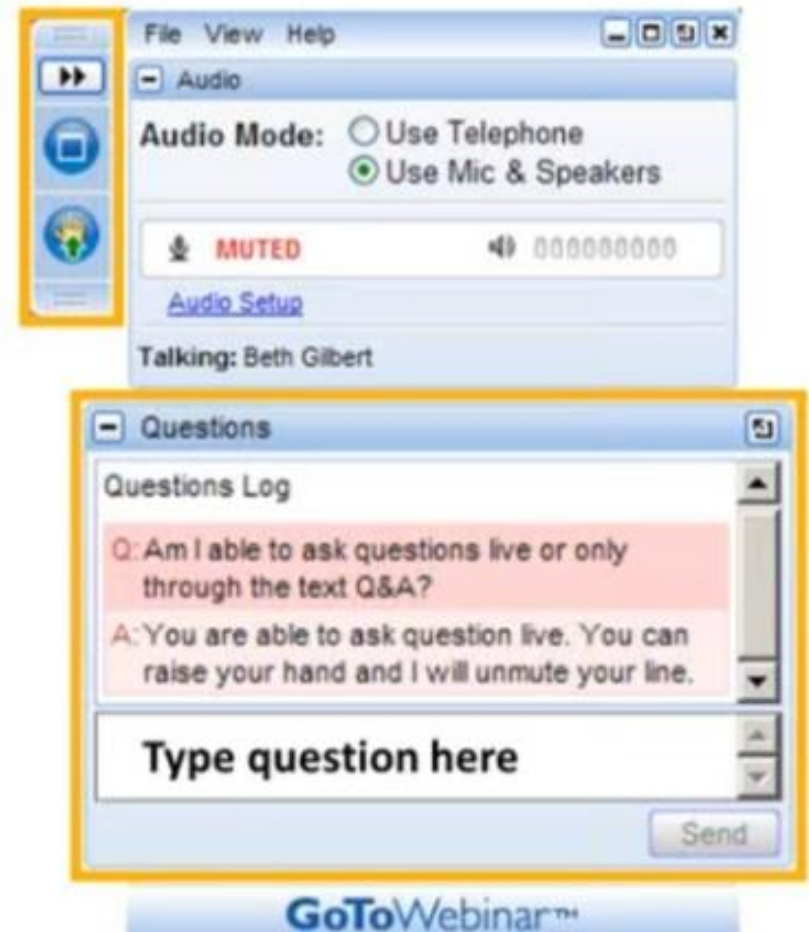 File View Help
Audio
Audio Mode: Use Telephone
Use Mic & Speakers
MUTED
Audio Setup
Talking: Beth Gilbert
Questions
Questions Log
Q: Am I able to ask questions live or only
through the text Q&A?
A: You are able to ask question live. You can
raise your hand and I will unmute your line.
Type question here
Send
GoToWebinar™